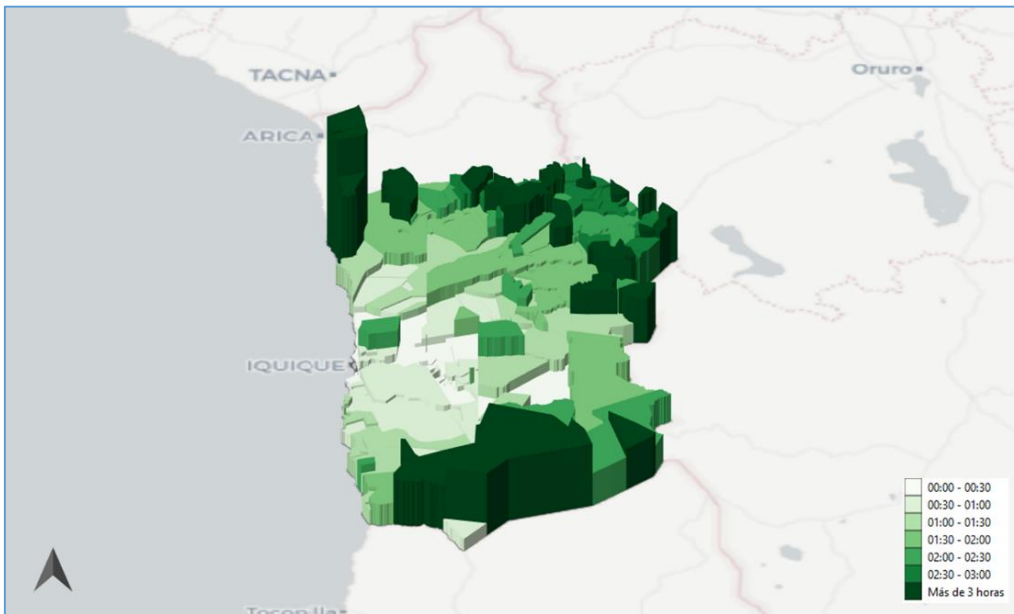 TACNA
Oruro
ARICA
IQUIQUE
00:00 - 00:30
00:30 - 01:00
01:00 - 01:30
01:30 - 02:00
02:00 - 02:30
02:30 - 03:00
Más de 3 horas